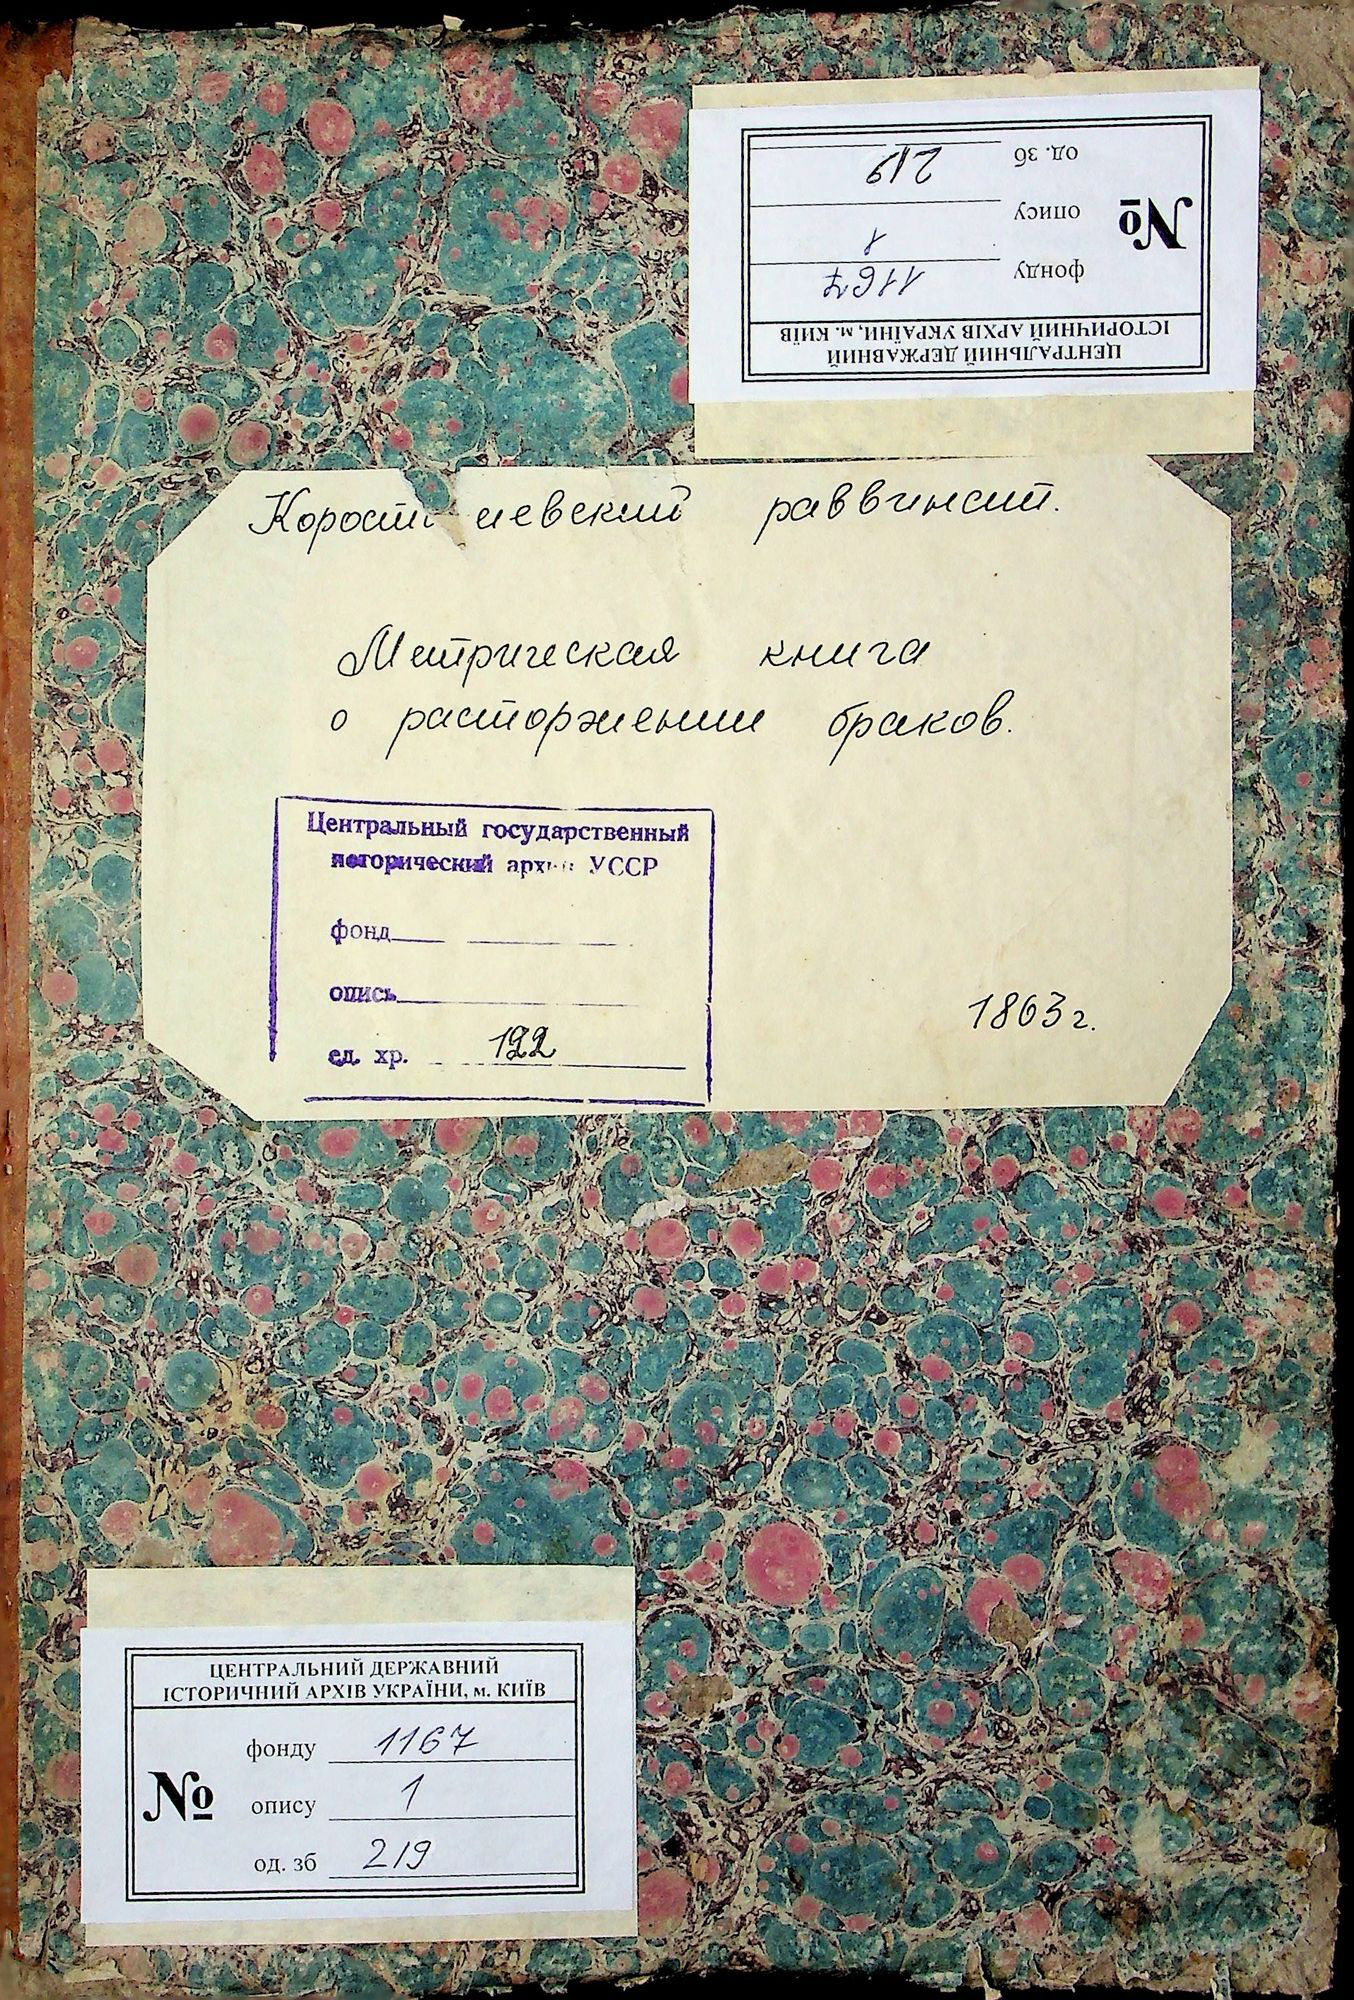 ЦЕНТРАЛЬНИЙ ДЕРЖАВНИЙ
ІСТОРИЧНИЙ АРХІВ УКРАЇНИ, м. КИЇВ
№
фонду 1167
опису 1
од. зб 219
раввинат.
Метрическая книга
о расторжении браков.
Центральный государственный
исторический архив УССР
фонд
опись
ед. хр. 122
1863 г.
ЦЕНТРАЛЬНИЙ ДЕРЖАВНИЙ
ІСТОРИЧНИЙ АРХІВ УКРАЇНИ, м. КИЇВ
№
фонду 1167
опису 1
од. зб 219